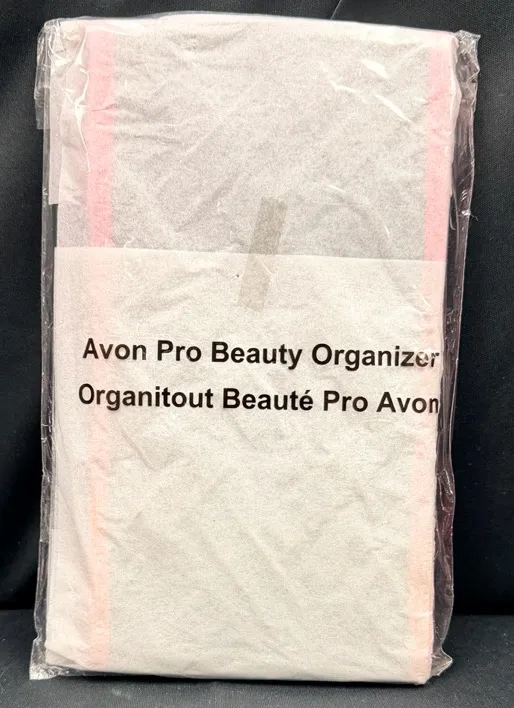 Avon Pro Beauty Organizer
Organitout Beauté Pro Avon